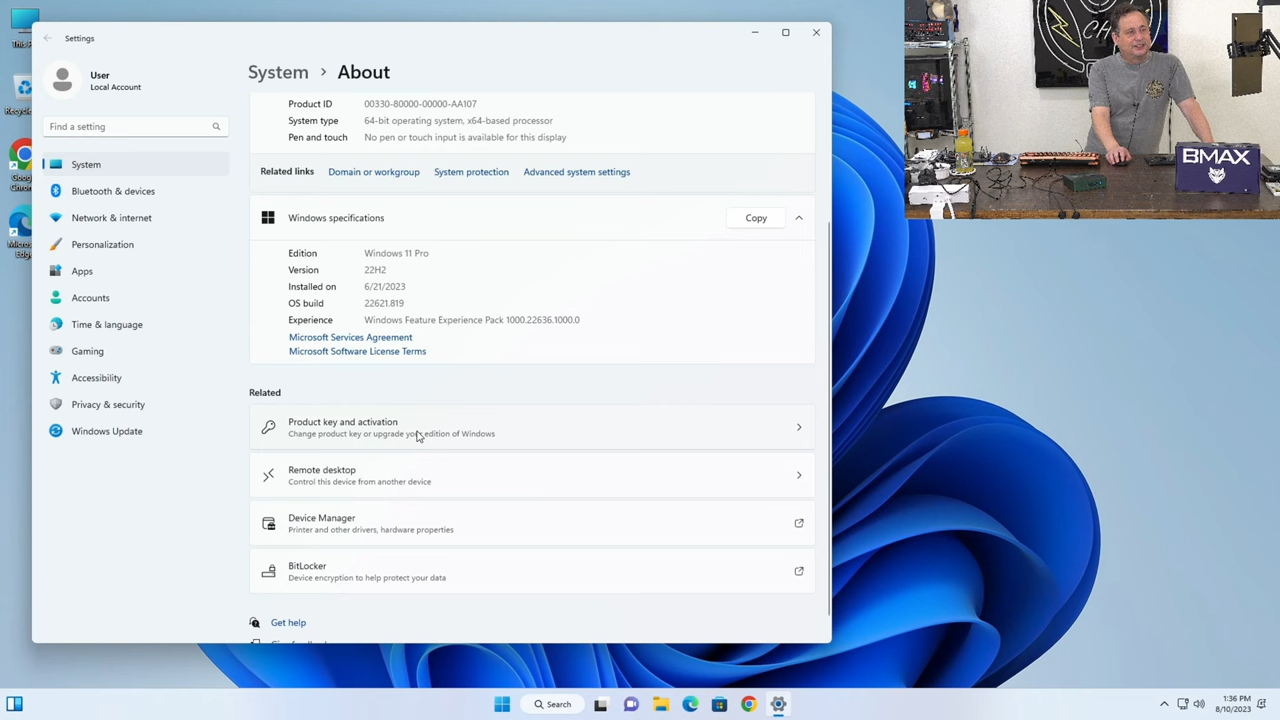 Settings
User
Local Account
Find a setting
System
Bluetooth & devices
Network & internet
Personalization
Apps
Accounts
Time & language
Gaming
Accessibility
Privacy & security
Windows Update
System > About
Product ID 00330-80000-00000-AA107
System type 64-bit operating system, x64-based processor
Pen and touch No pen or touch input is available for this display
Related links Domain or workgroup System protection Advanced system settings
Windows specifications Copy
Edition Windows 11 Pro
Version 22H2
Installed on 6/21/2023
OS build 22621.819
Experience Windows Feature Experience Pack 1000.22636.1000.0
Microsoft Services Agreement
Microsoft Software License Terms
Related
Product key and activation
Change product key or upgrade your edition of Windows
Remote desktop
Control this device from another device
Device Manager
Printer and other drivers, hardware properties
BitLocker
Device encryption to help protect your data
Get help
BMAX
Search
1:36 PM
8/10/2023